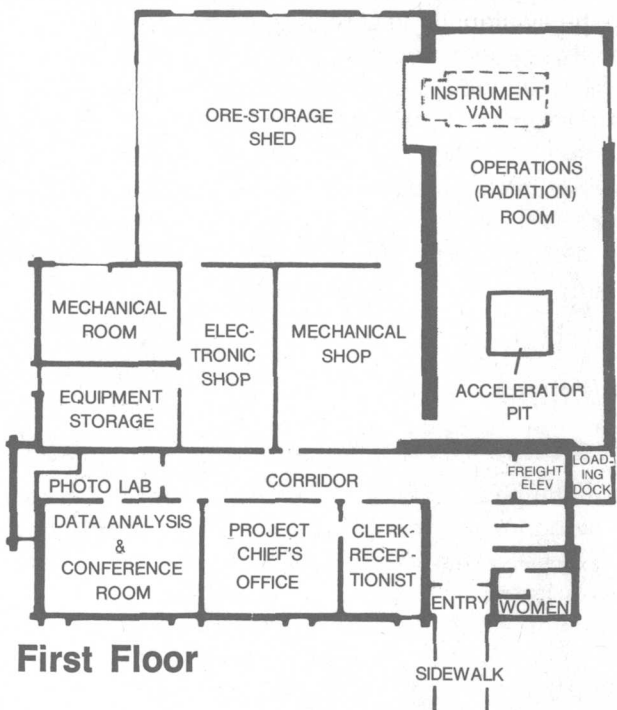 ORE-STORAGE
SHED
INSTRUMENT
VAN
OPERATIONS
(RADIATION)
ROOM
MECHANICAL
ROOM
ELEC-
TRONIC
SHOP
MECHANICAL
SHOP
EQUIPMENT
STORAGE
ACCELERATOR
PIT
PHOTO LAB
CORRIDOR
FREIGHT
ELEV
LOAD-
ING
DOCK
DATA ANALYSIS
&
CONFERENCE
ROOM
PROJECT
CHIEF'S
OFFICE
CLERK-
RECEP-
TIONIST
ENTRY
WOMEN
First Floor
SIDEWALK